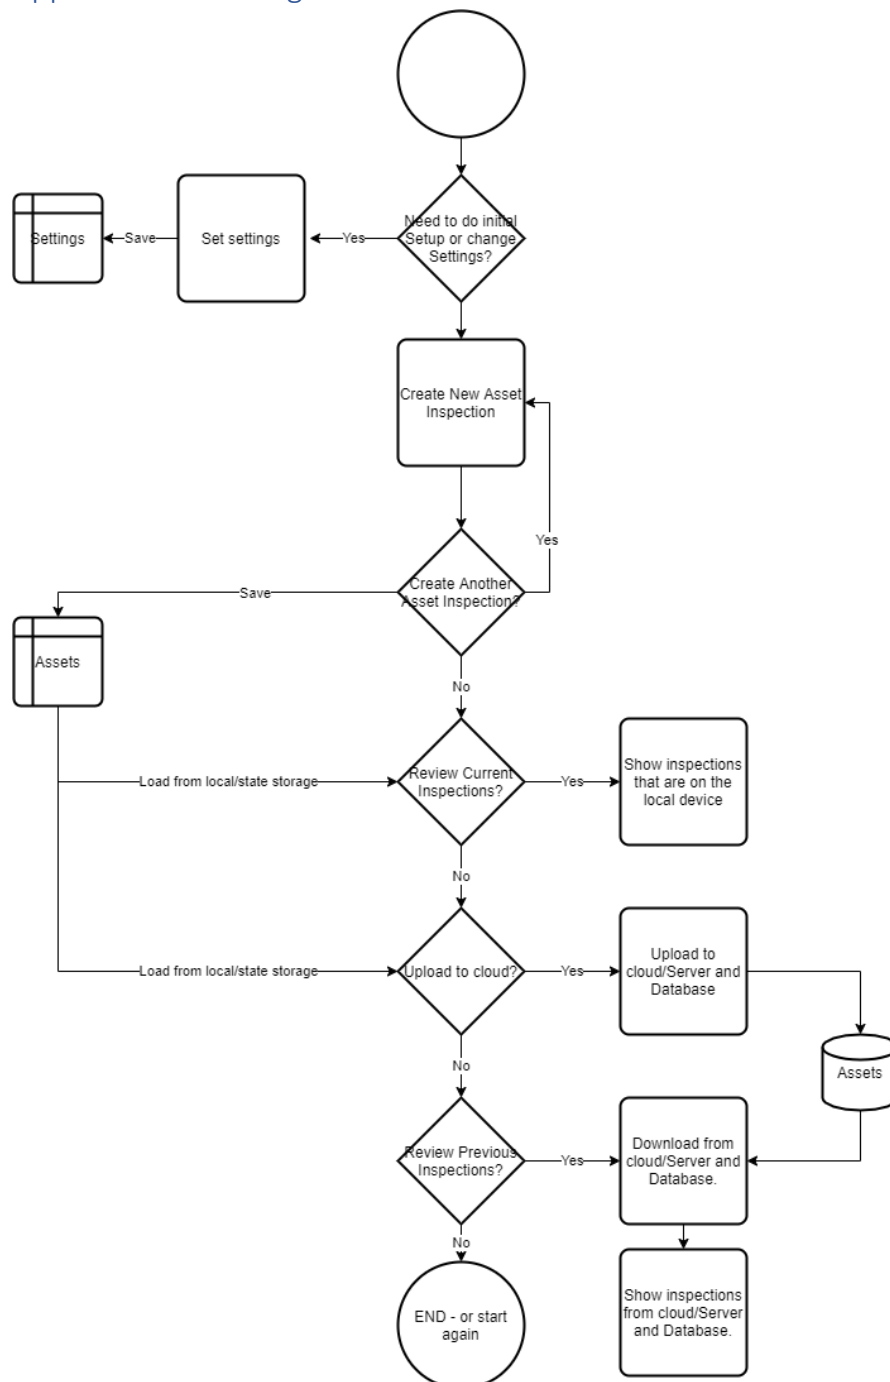 Need to do initial
Setup or change
Settings?
Yes
Set settings
Save
Settings
Create New Asset
Inspection
Yes
Create Another
Asset Inspection?
Save
Assets
No
Load from local/state storage
Review Current
Inspections?
Yes
Show inspections
that are on the
local device
No
Load from local/state storage
Upload to cloud?
Yes
Upload to
cloud/Server and
Database
Assets
No
Review Previous
Inspections?
Yes
Download from
cloud/Server and
Database.
No
END - or start
again
Show inspections
from cloud/Server
and Database.